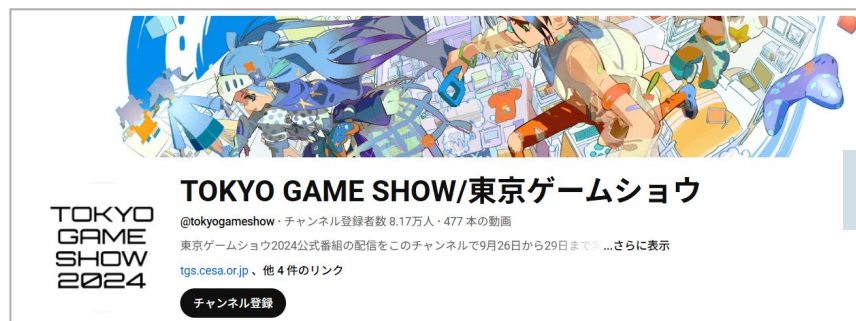 TOKYO GAME SHOW/東京ゲームショウ
TOKYO
GAME
SHOW
2024
@tokyogameshow・チャンネル登録者数 8.17万人・477 本の動画
東京ゲームショウ2024公式番組の配信をこのチャンネルで9月26日から29日まで ...さらに表示
tgs.cesa.or.jp 、他 4 件のリンク
チャンネル登録